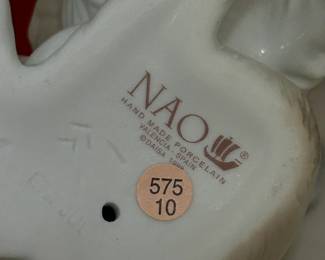 NAO®
HAND MADE PORCELAIN
VALENCIA - SPAIN
© DAISA
575
10